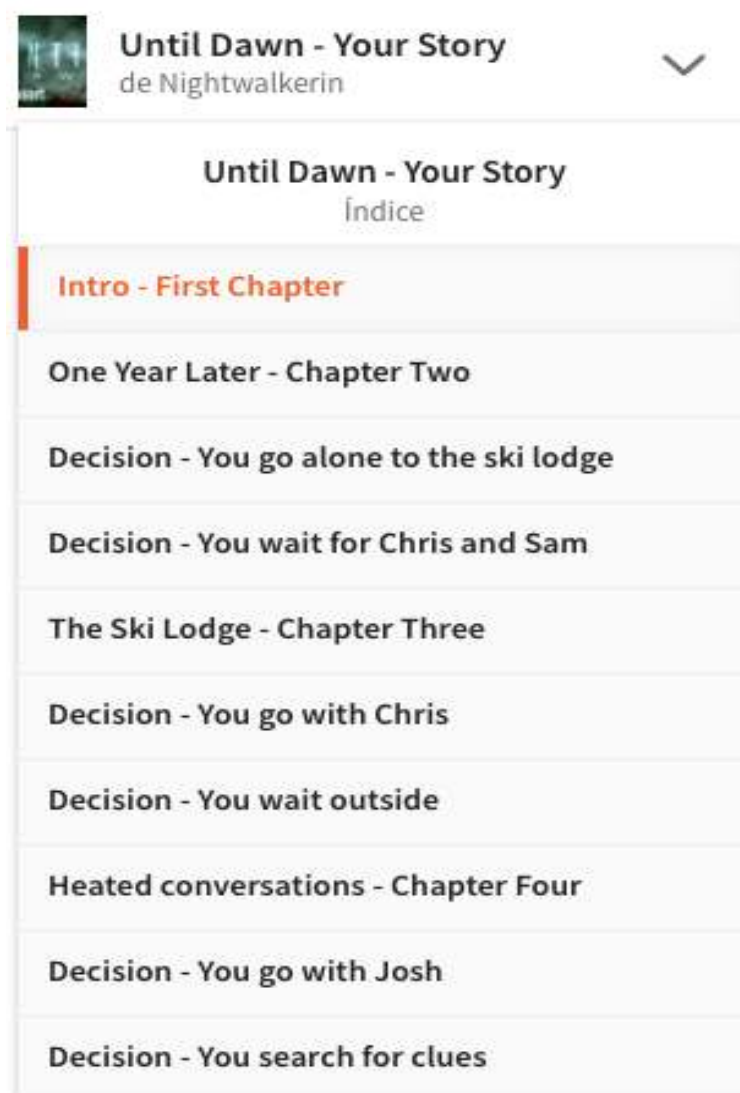 Until Dawn - Your Story
de Nightwalkerin
Until Dawn - Your Story
Índice
Intro - First Chapter
One Year Later - Chapter Two
Decision - You go alone to the ski lodge
Decision - You wait for Chris and Sam
The Ski Lodge - Chapter Three
Decision - You go with Chris
Decision - You wait outside
Heated conversations - Chapter Four
Decision - You go with Josh
Decision - You search for clues